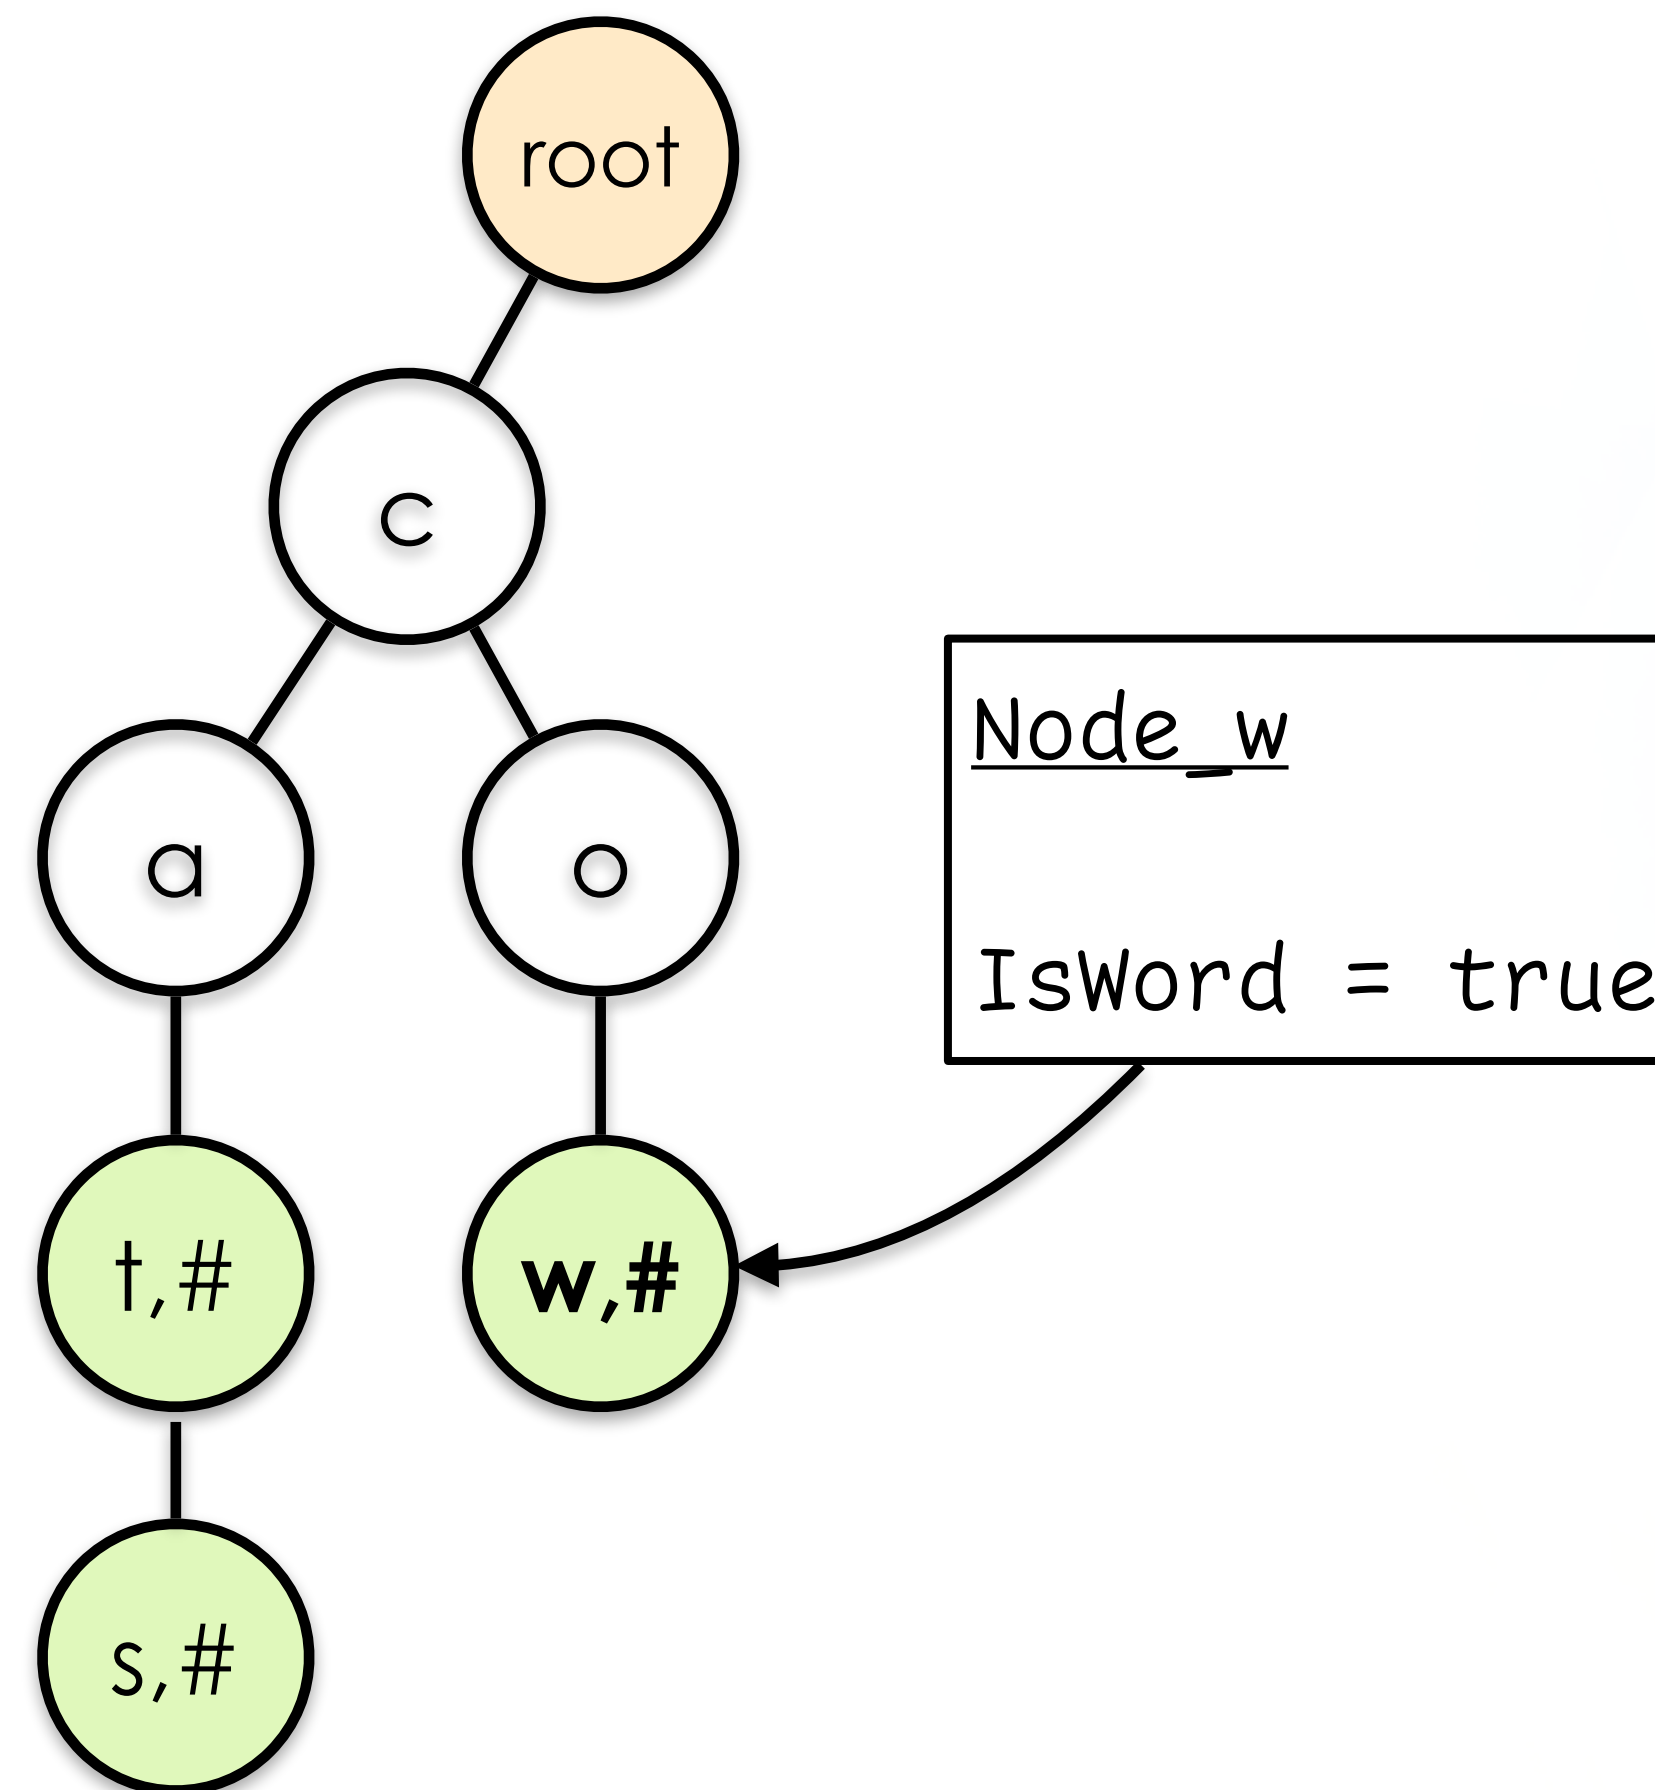 root
c
a
o
Node_w
IsWord = true
t,#
w,#
s,#